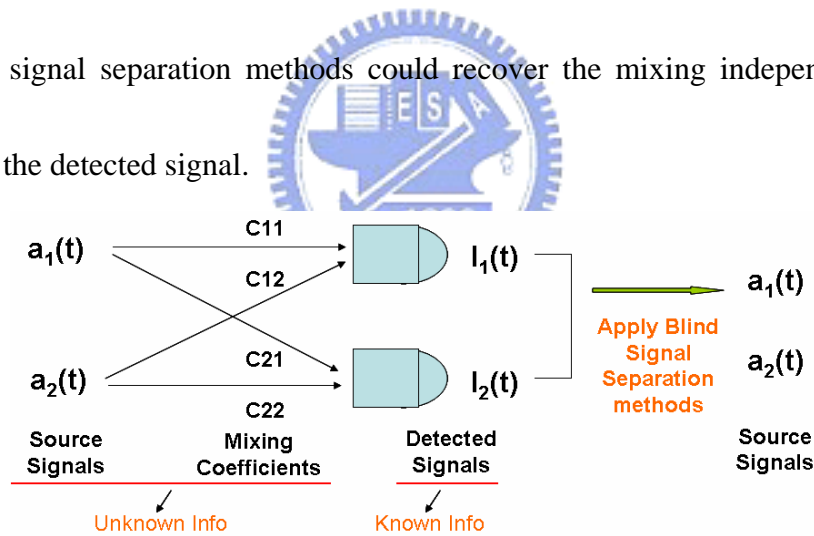 signal separation methods could recover the mixing
the detected signal.
E S A
a₁(t)
C11
C12
C21
C22
a₂(t)
I₁(t)
I₂(t)
Apply Blind
Signal
Separation
methods
a₁(t)
a₂(t)
Source
Signals
Mixing
Coefficients
Detected
Signals
Source
Signals
Unknown Info
Known Info